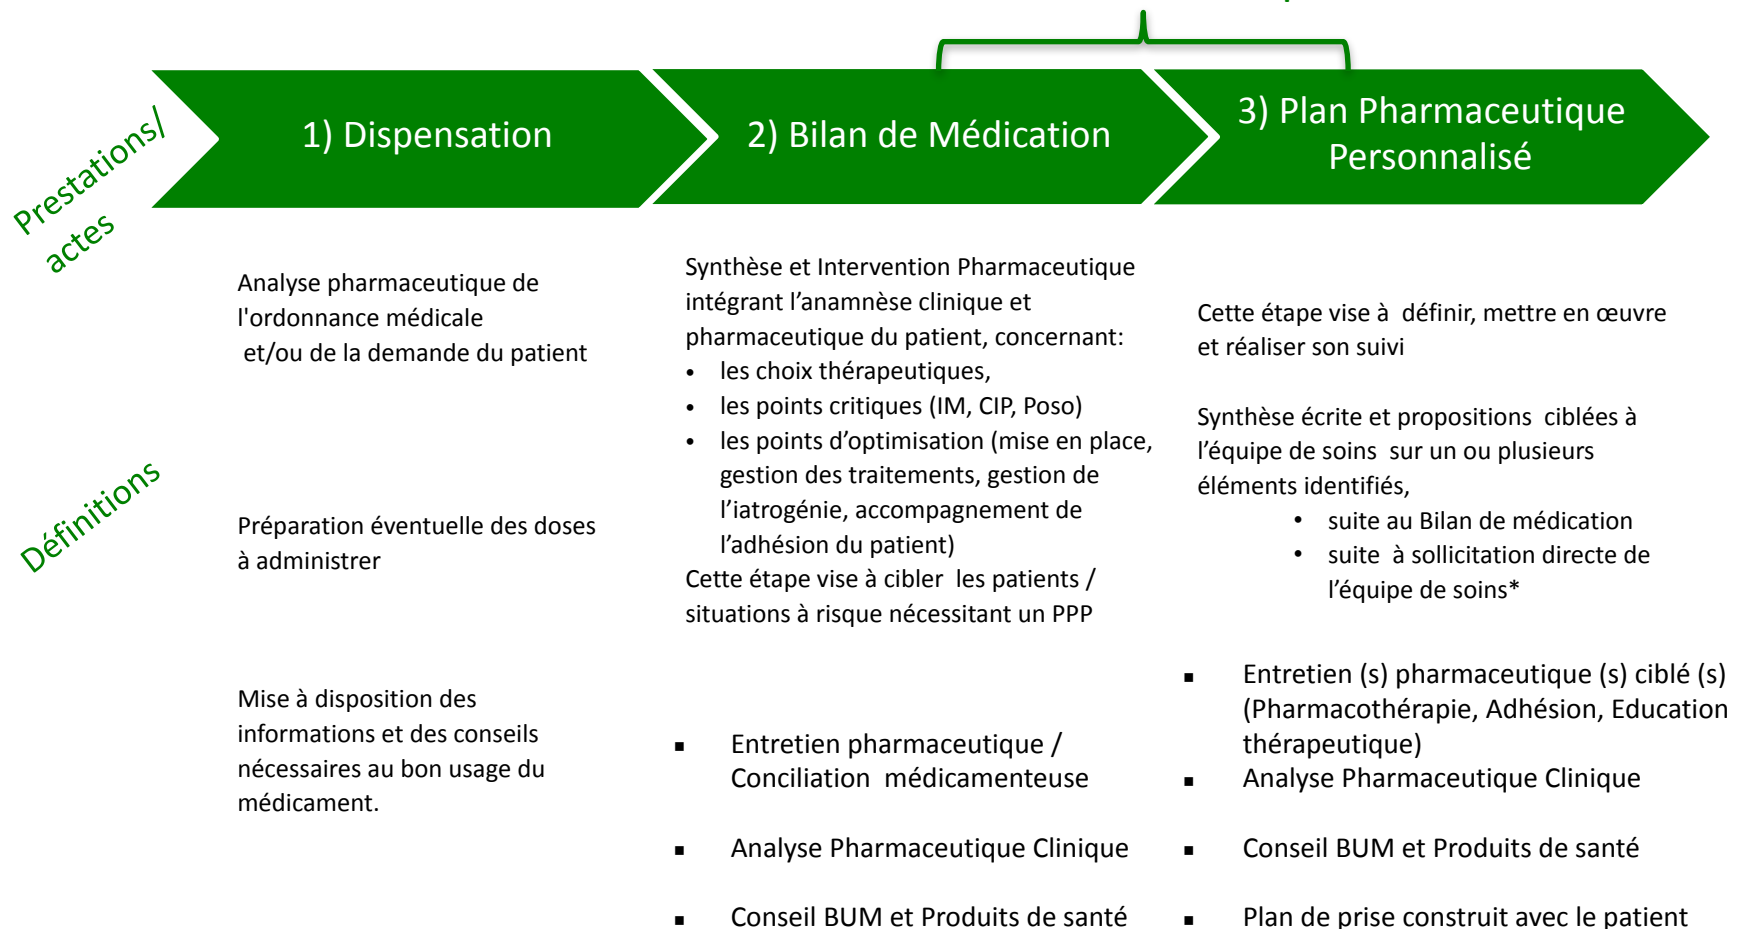 Prestations/
actes
1) Dispensation
2) Bilan de Médication
3) Plan Pharmaceutique
Personnalisé
Définitions
Analyse pharmaceutique de
l'ordonnance médicale
et/ou de la demande du patient
Préparation éventuelle des doses
à administrer
Mise à disposition des
informations et des conseils
nécessaires au bon usage du
médicament.
Synthèse et Intervention Pharmaceutique
intégrant l’anamnèse clinique et
pharmaceutique du patient, concernant:
• les choix thérapeutiques,
• les points critiques (IM, CIP, Poso)
• les points d’optimisation (mise en place,
gestion des traitements, gestion de
l’iatrogénie, accompagnement de
l’adhésion du patient)
Cette étape vise à cibler les patients /
situations à risque nécessitant un PPP
▪ Entretien pharmaceutique /
Conciliation médicamenteuse
▪ Analyse Pharmaceutique Clinique
▪ Conseil BUM et Produits de santé
Cette étape vise à définir, mettre en œuvre
et réaliser son suivi
Synthèse écrite et propositions ciblées à
l’équipe de soins sur un ou plusieurs
éléments identifiés,
• suite au Bilan de médication
• suite à sollicitation directe de
l’équipe de soins*
▪ Entretien (s) pharmaceutique (s) ciblé (s)
(Pharmacothérapie, Adhésion, Education
thérapeutique)
▪ Analyse Pharmaceutique Clinique
▪ Conseil BUM et Produits de santé
▪ Plan de prise construit avec le patient